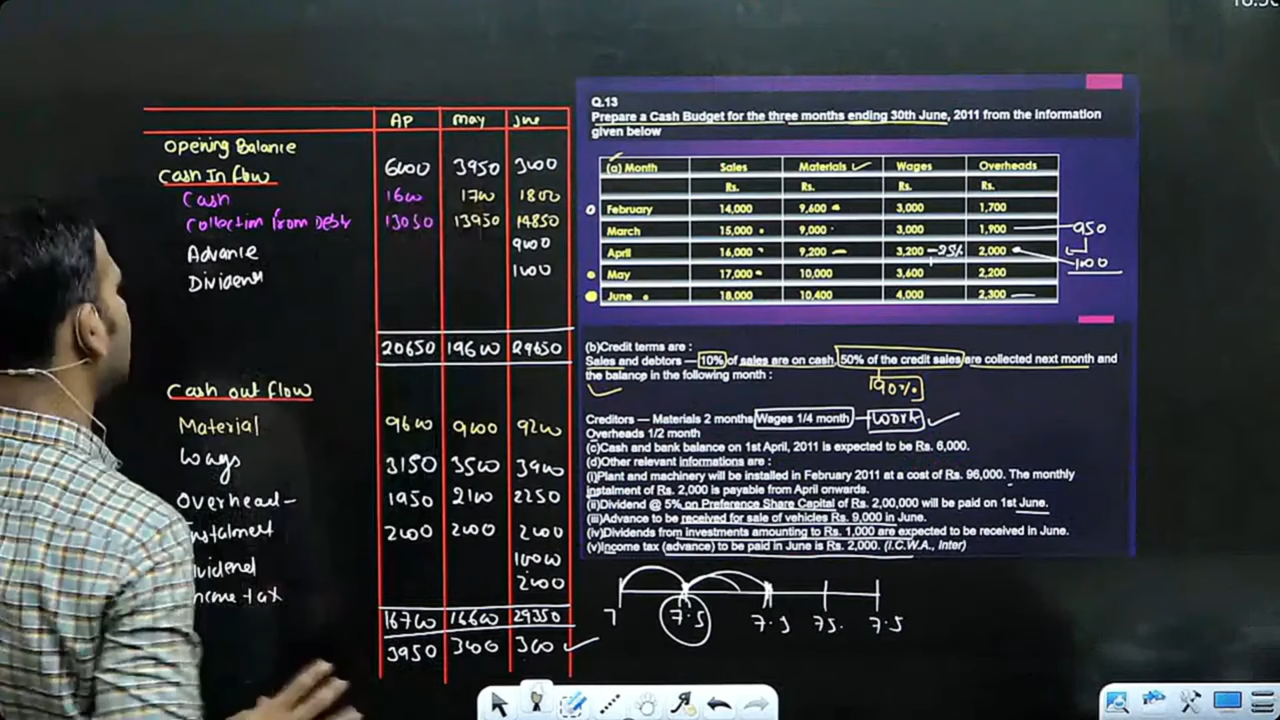 AP May June
Opening Balance 6000 3950 3000
Cash In flow
Cash 1600 1700 1800
Collection from Debt 13050 13950 14850
Advance 9000
Dividend 1000
20650 19600 29650
Cash out flow
Material 9600 9000 9200
Wags 3150 3500 3900
Overhead- 1950 2100 2250
nstalment 2000 2000 2000
vidend 10000
ncome tax 2000
16700 16600 29350
3950 3000 300
Q.13
Prepare a Cash Budget for the three months ending 30th June, 2011 from the information
given below
(a) Month Sales Materials Wages Overheads
Rs. Rs. Rs. Rs.
February 14,000 9,600 3,000 1,700
March 15,000 9,000 3,000 1,900 950
April 16,000 9,200 3,200 -25% 2,000 1000
May 17,000 10,000 3,600 2,200
June 18,000 10,400 4,000 2,300
(b)Credit terms are :
Sales and debtors — 10% of sales are on cash, 50% of the credit sales are collected next month and
the balance in the following month :
90%
Creditors — Materials 2 months Wages 1/4 month - 1 week
Overheads 1/2 month
(c)Cash and bank balance on 1st April, 2011 is expected to be Rs. 6,000.
(d)Other relevant informations are :
(i)Plant and machinery will be installed in February 2011 at a cost of Rs. 96,000. The monthly
instalment of Rs. 2,000 is payable from April onwards.
(ii)Dividend @ 5% on Preference Share Capital of Rs. 2,00,000 will be paid on 1st June.
(iii)Advance to be received for sale of vehicles Rs. 9,000 in June.
(iv)Dividends from investments amounting to Rs. 1,000 are expected to be received in June.
(v)Income tax (advance) to be paid in June is Rs. 2,000. (I.C.W.A., Inter)
7 7.5 7.5 75. 7.5